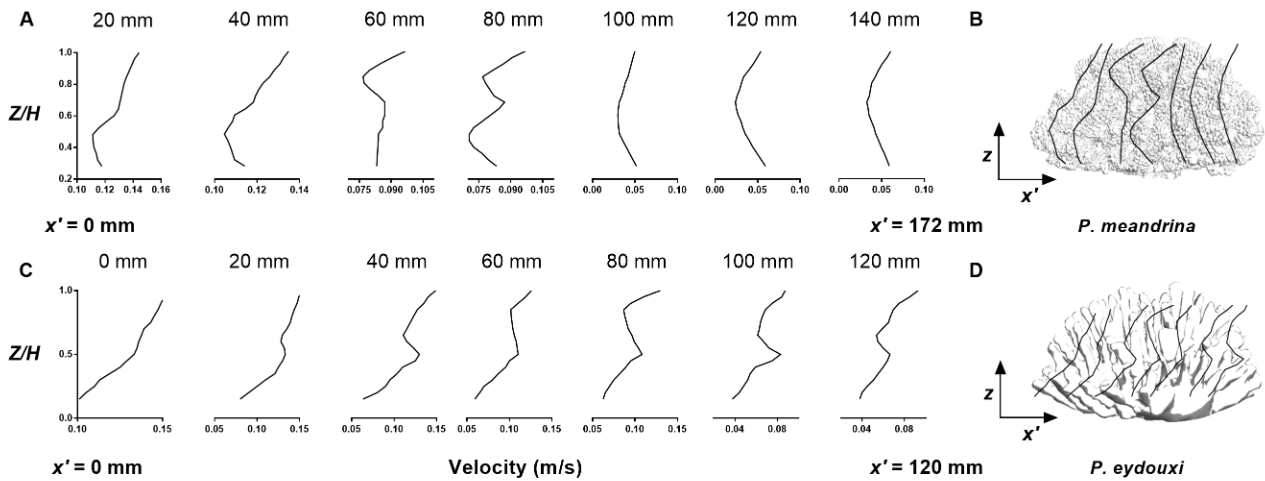 A 20 mm 40 mm 60 mm 80 mm 100 mm 120 mm 140 mm B
1.0
0.8
Z/H 0.6
0.4
0.2
0.10 0.12 0.14 0.16 0.10 0.12 0.14 0.075 0.090 0.105 0.075 0.090 0.105 0.00 0.05 0.10 0.00 0.05 0.10 0.00 0.05 0.10
z
x'
x' = 0 mm x' = 172 mm P. meandrina
C 0 mm 20 mm 40 mm 60 mm 80 mm 100 mm 120 mm D
1.0
Z/H 0.5
0.0
0.10 0.15 0.05 0.10 0.15 0.05 0.10 0.15 0.05 0.10 0.15 0.05 0.10 0.15 0.04 0.08 0.04 0.08
z
x'
x' = 0 mm Velocity (m/s) x' = 120 mm P. eydouxi